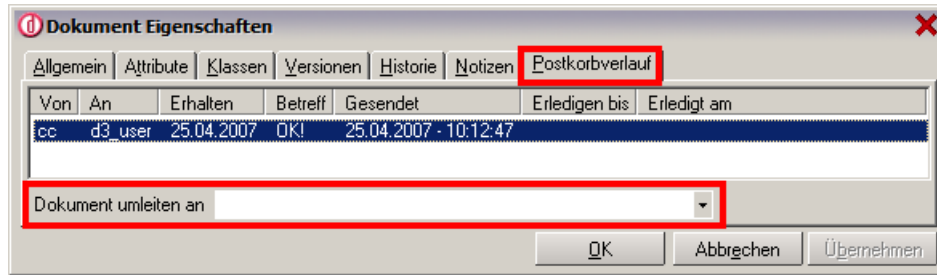 Dokument Eigenschaften
Allgemein Attribute Klassen Versionen Historie Notizen Postkorbverlauf
Von An Erhalten Betreff Gesendet Erledigen bis Erledigt am
cc d3_user 25.04.2007 OK! 25.04.2007 - 10:12:47
Dokument umleiten an
OK Abbrechen Übernehmen